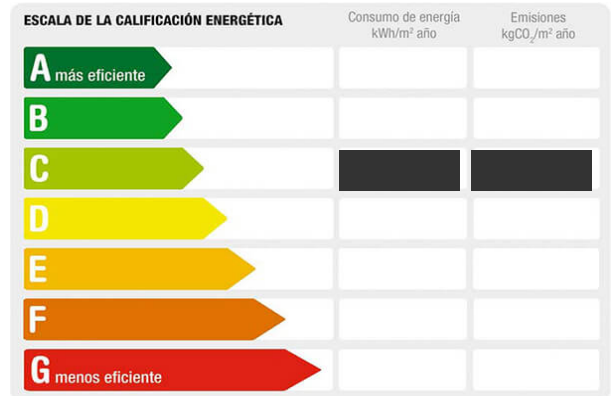 ESCALA DE LA CALIFICACIÓN ENERGÉTICA
Consumo de energía
kWh/m² año
Emisiones
kgCO₂/m² año
A más eficiente
B
C
D
E
F
G menos eficiente